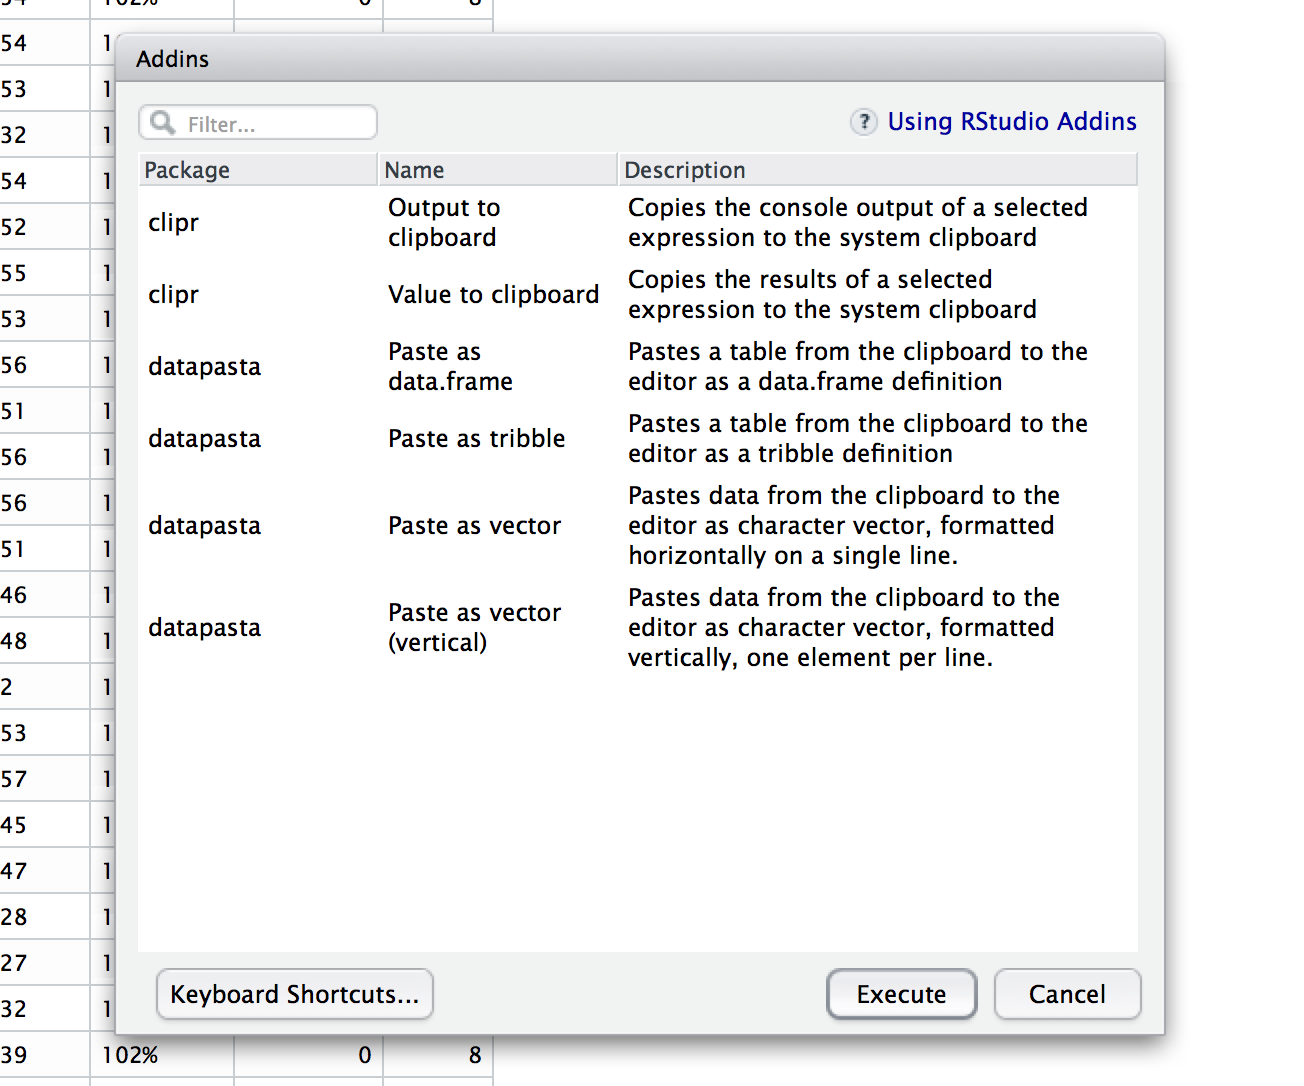 54 102% 0 8
54 1
Addins
53 1
Filter...
? Using RStudio Addins
32 1
Package Name Description
54 1
Output to
clipboard
clipr
Copies the console output of a selected
expression to the system clipboard
52 1
55 1
clipr
Value to clipboard
Copies the results of a selected
expression to the system clipboard
53 1
56 1
datapasta
Paste as
data.frame
Pastes a table from the clipboard to the
editor as a data.frame definition
51 1
datapasta
Paste as tribble
Pastes a table from the clipboard to the
editor as a tribble definition
56 1
56 1
datapasta
Paste as vector
Pastes data from the clipboard to the
editor as character vector, formatted
horizontally on a single line.
51 1
46 1
datapasta
Paste as vector
(vertical)
Pastes data from the clipboard to the
editor as character vector, formatted
vertically, one element per line.
48 1
2 1
53 1
57 1
45 1
47 1
28 1
27 1
Keyboard Shortcuts... Execute Cancel
32 1
39 102% 0 8